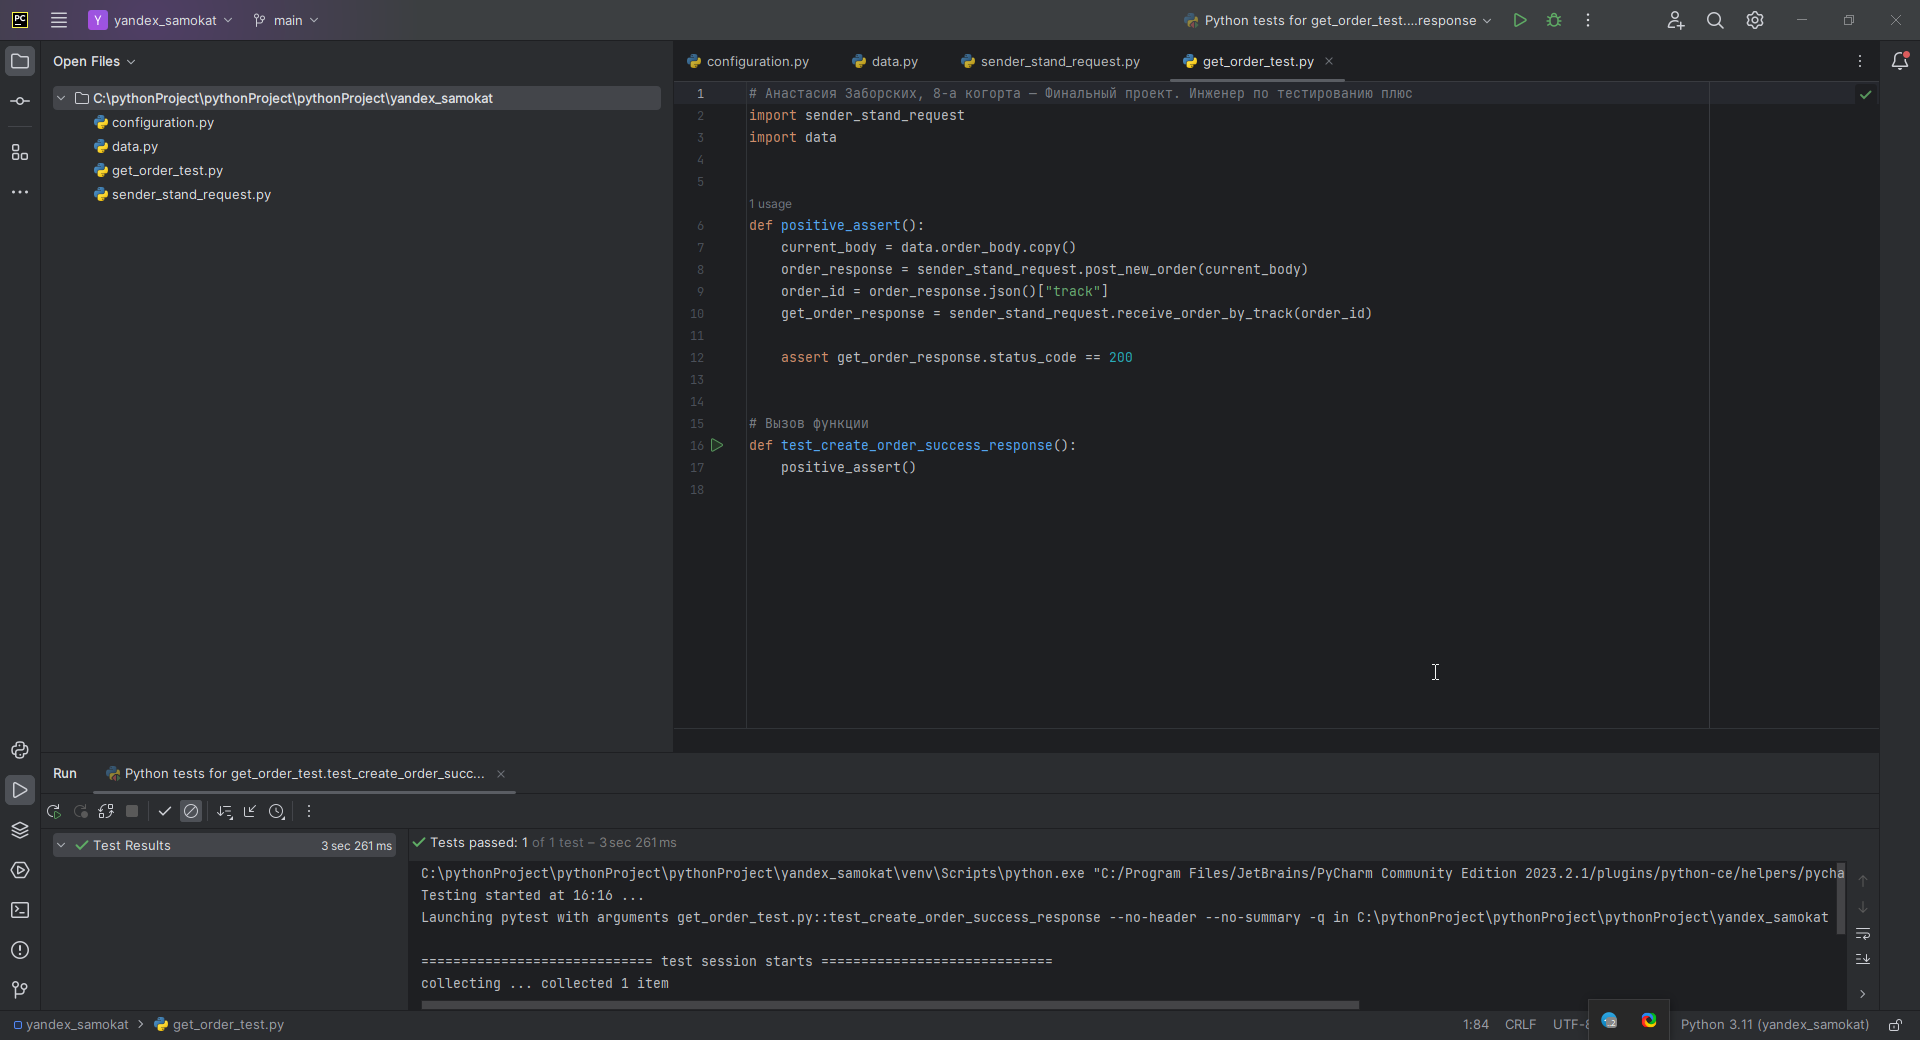 PC
Y yandex_samokat
main
Python tests for get_order_test....response
Open Files
C:\pythonProject\pythonProject\pythonProject\yandex_samokat
configuration.py
data.py
get_order_test.py
sender_stand_request.py
configuration.py
data.py
sender_stand_request.py
get_order_test.py
1 # Анастасия Заборских, 8-а когорта — Финальный проект. Инженер по тестированию плюс
2 import sender_stand_request
3 import data
4
5
1 usage
6 def positive_assert():
7 current_body = data.order_body.copy()
8 order_response = sender_stand_request.post_new_order(current_body)
9 order_id = order_response.json()["track"]
10 get_order_response = sender_stand_request.receive_order_by_track(order_id)
11
12 assert get_order_response.status_code == 200
13
14
15 # Вызов функции
16 def test_create_order_success_response():
17 positive_assert()
18
Run
Python tests for get_order_test.test_create_order_succ...
Test Results 3 sec 261 ms
Tests passed: 1 of 1 test – 3 sec 261 ms
C:\pythonProject\pythonProject\pythonProject\yandex_samokat\venv\Scripts\python.exe "C:/Program Files/JetBrains/PyCharm Community Edition 2023.2.1/plugins/python-ce/helpers/pycha
Testing started at 16:16 ...
Launching pytest with arguments get_order_test.py::test_create_order_success_response --no-header --no-summary -q in C:\pythonProject\pythonProject\pythonProject\yandex_samokat
============================= test session starts =============================
collecting ... collected 1 item
yandex_samokat
get_order_test.py
1:84
CRLF
UTF-8
Python 3.11 (yandex_samokat)